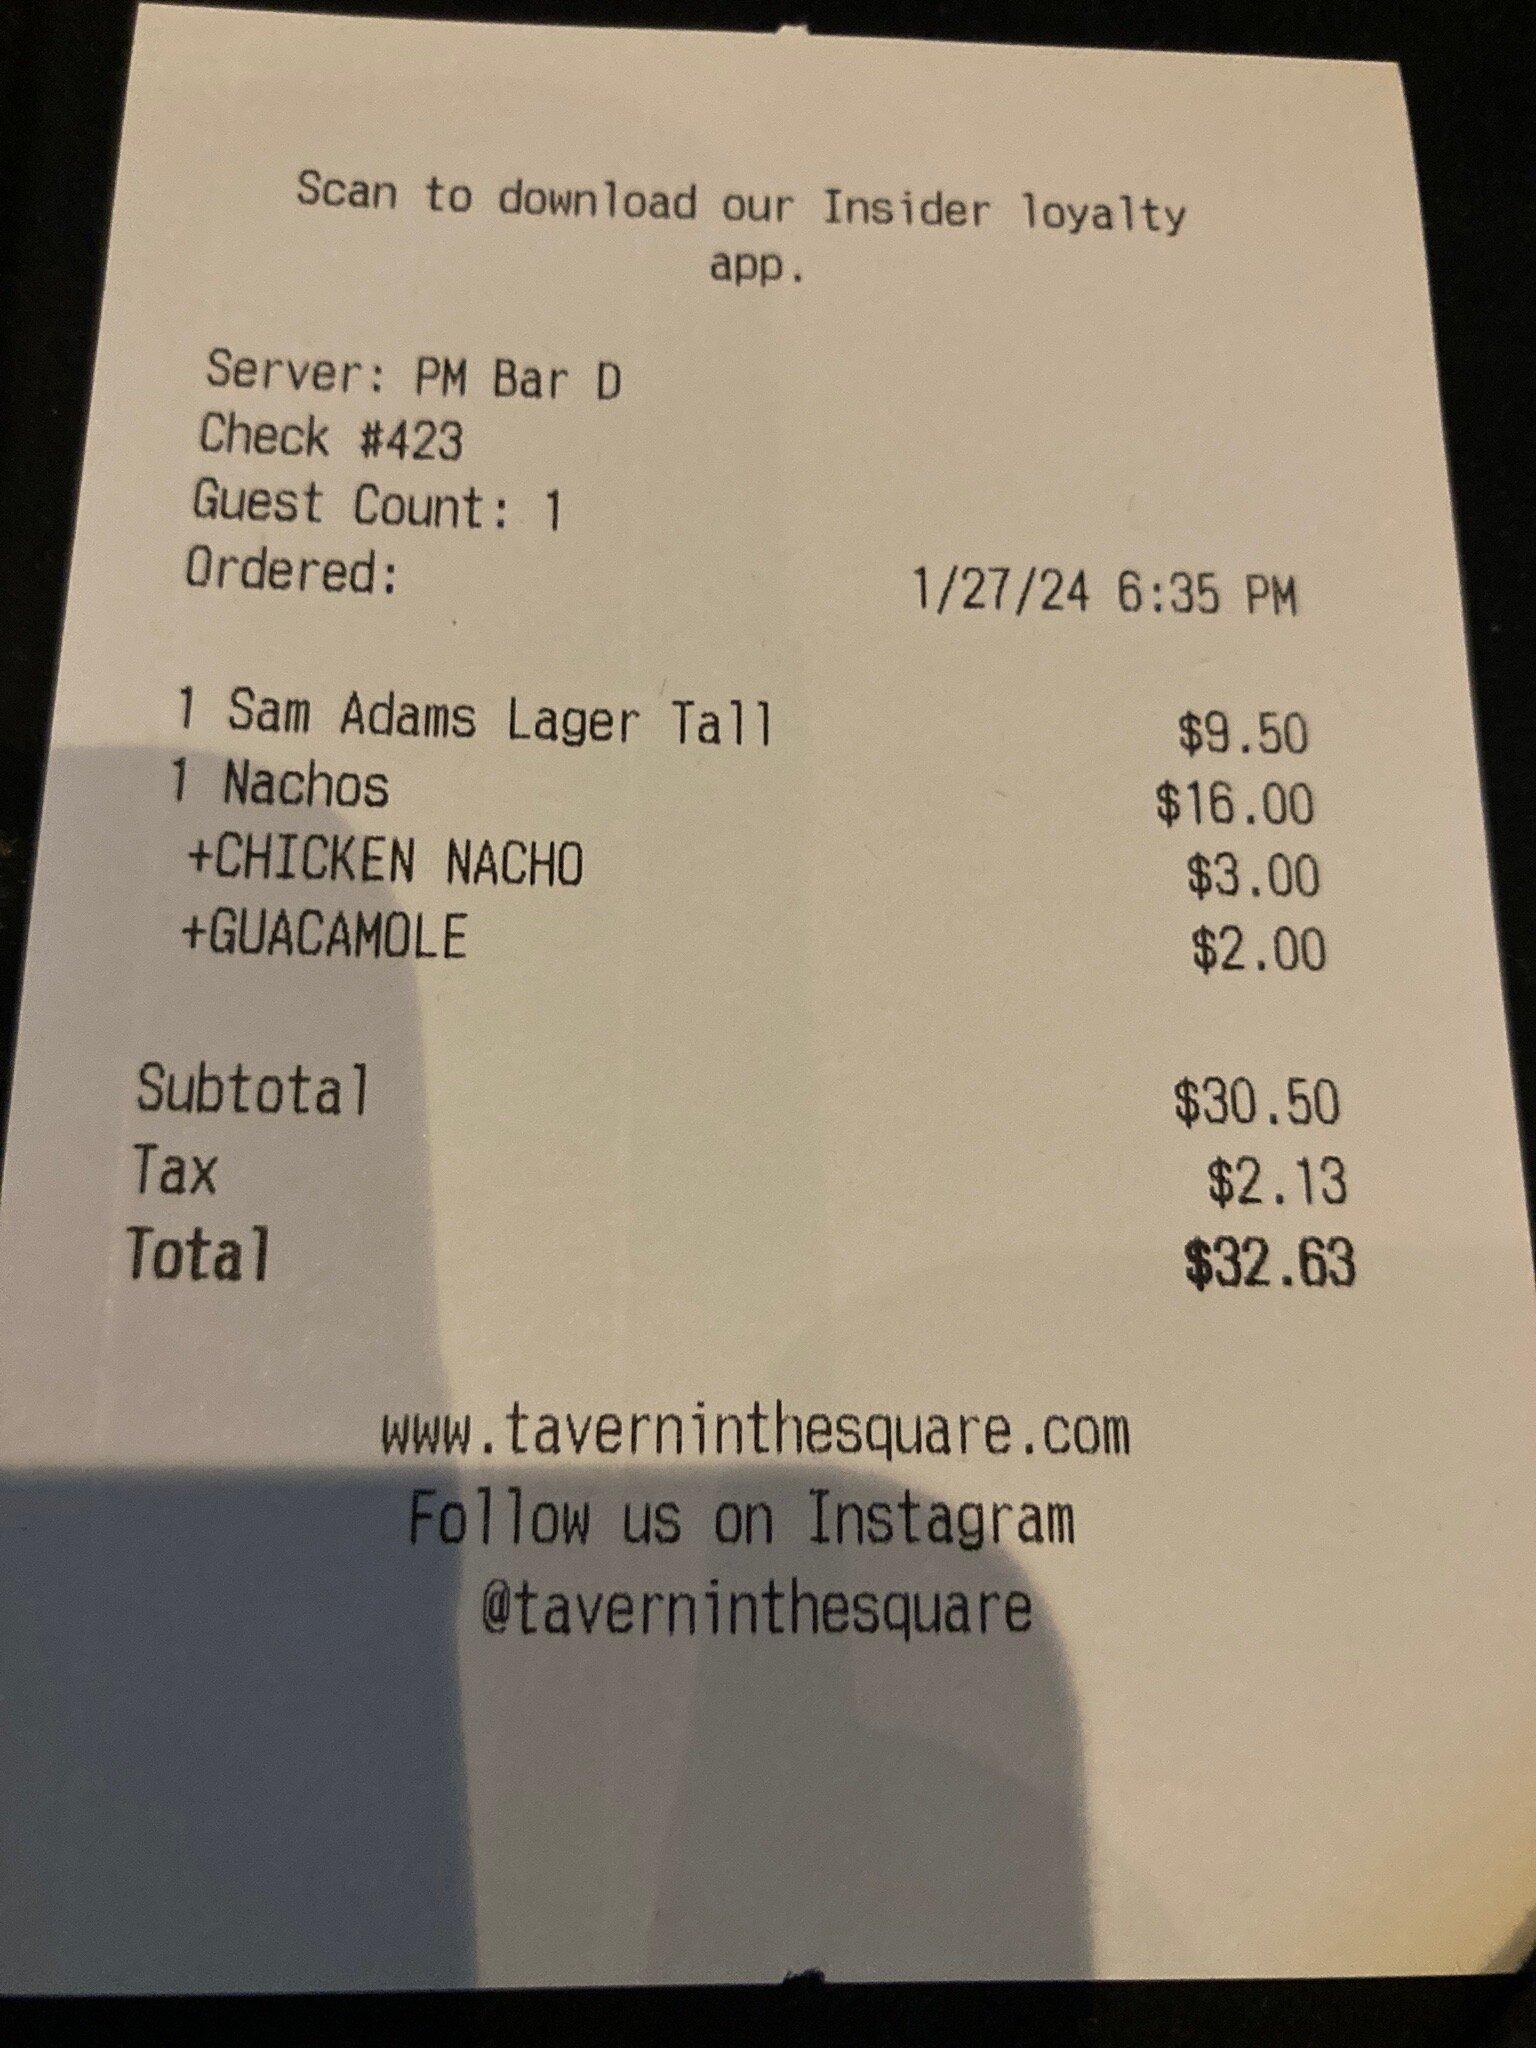 Scan to download our Insider loyalty
app.
Server: PM Bar D
Check #423
Guest Count: 1
Ordered: 1/27/24 6:35 PM
1 Sam Adams Lager Tall $9.50
1 Nachos $16.00
+CHICKEN NACHO $3.00
+GUACAMOLE $2.00
Subtotal $30.50
Tax $2.13
Total $32.63
www.taverninthesquare.com
Follow us on Instagram
@taverninthesquare